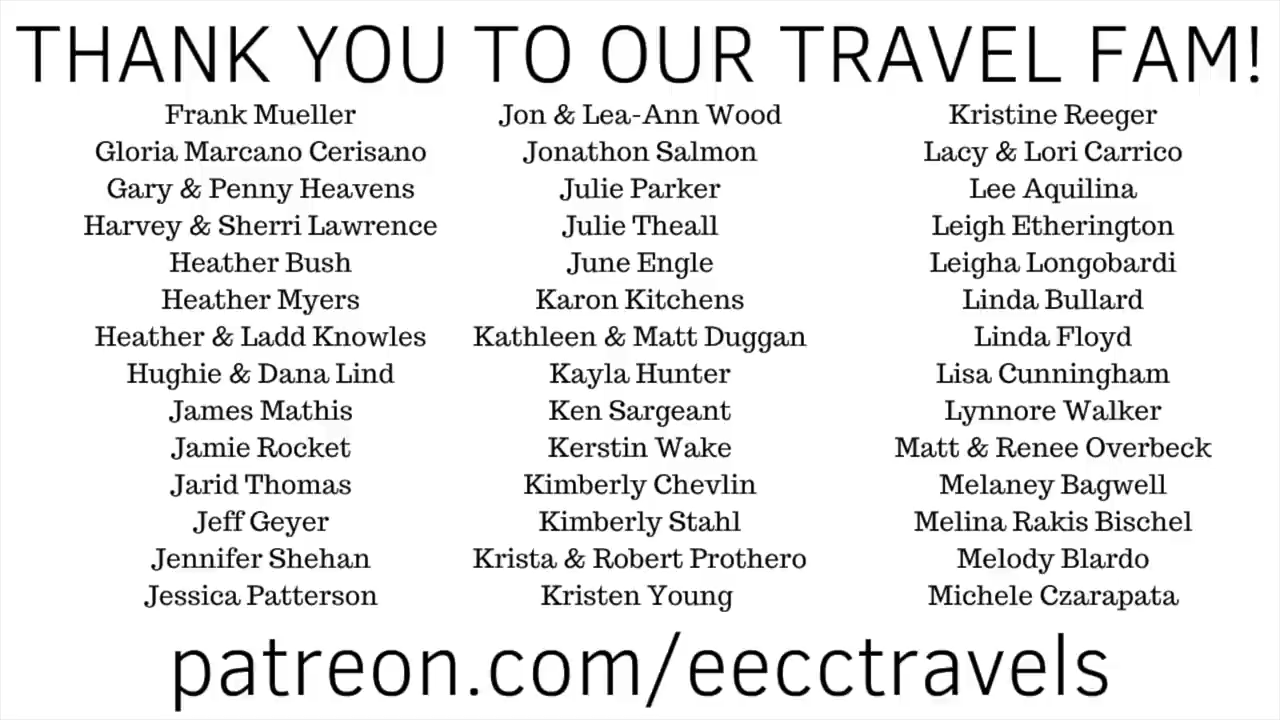 THANK YOU TO OUR TRAVEL FAM!
Frank Mueller
Gloria Marcano Cerisano
Gary & Penny Heavens
Harvey & Sherri Lawrence
Heather Bush
Heather Myers
Heather & Ladd Knowles
Hughie & Dana Lind
James Mathis
Jamie Rocket
Jarid Thomas
Jeff Geyer
Jennifer Shehan
Jessica Patterson
Jon & Lea-Ann Wood
Jonathon Salmon
Julie Parker
Julie Theall
June Engle
Karon Kitchens
Kathleen & Matt Duggan
Kayla Hunter
Ken Sargeant
Kerstin Wake
Kimberly Chevlin
Kimberly Stahl
Krista & Robert Prothero
Kristen Young
Kristine Reeger
Lacy & Lori Carrico
Lee Aquilina
Leigh Etherington
Leigha Longobardi
Linda Bullard
Linda Floyd
Lisa Cunningham
Lynnore Walker
Matt & Renee Overbeck
Melaney Bagwell
Melina Rakis Bischel
Melody Blardo
Michele Czarapata
patreon.com/eecctravels